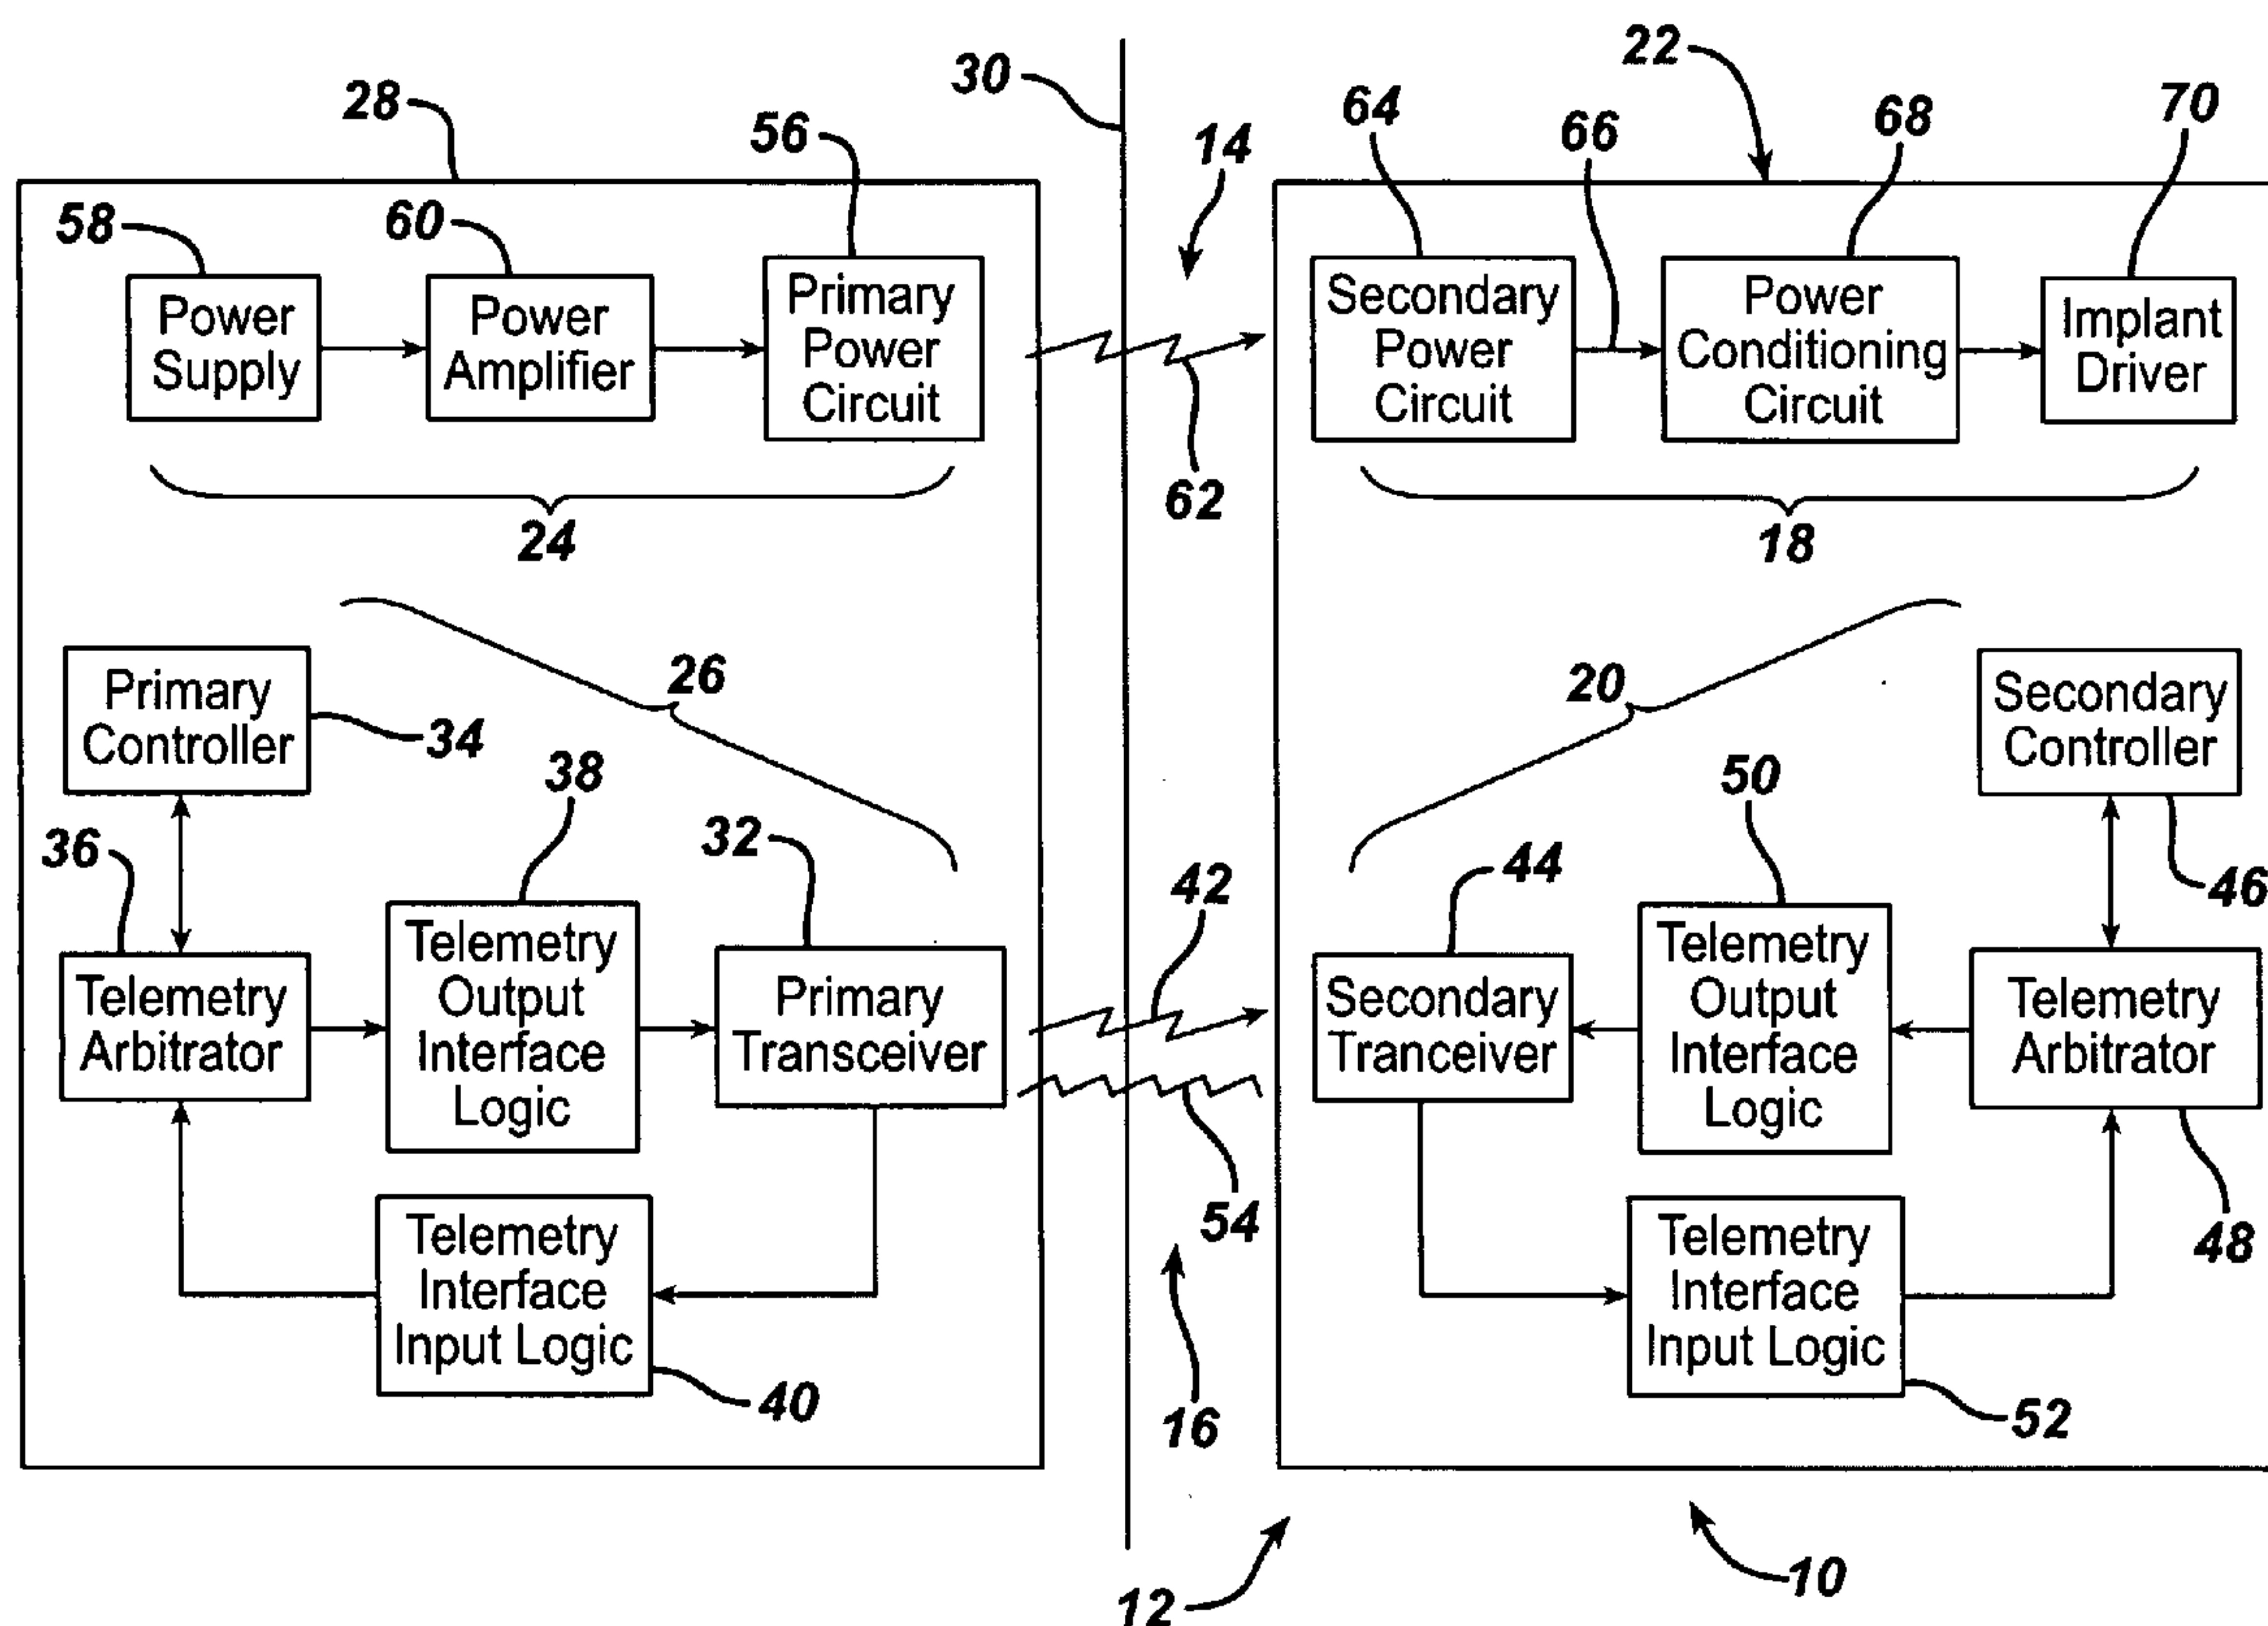 22
30
28
64
70
68
56
66
14
58
60
Power
Supply
Power
Amplifier
Primary
Power
Circuit
Secondary
Power
Circuit
Power
Conditioning
Circuit
Implant
Driver
62
24
18
26
20
Primary
Controller
34
Secondary
Controller
38
50
32
36
44
42
46
Telemetry
Arbitrator
Telemetry
Output
Interface
Logic
Primary
Transceiver
Secondary
Tranceiver
Telemetry
Output
Interface
Logic
Telemetry
Arbitrator
54
48
Telemetry
Interface
Input Logic
Telemetry
Interface
Input Logic
40
16
52
10
12